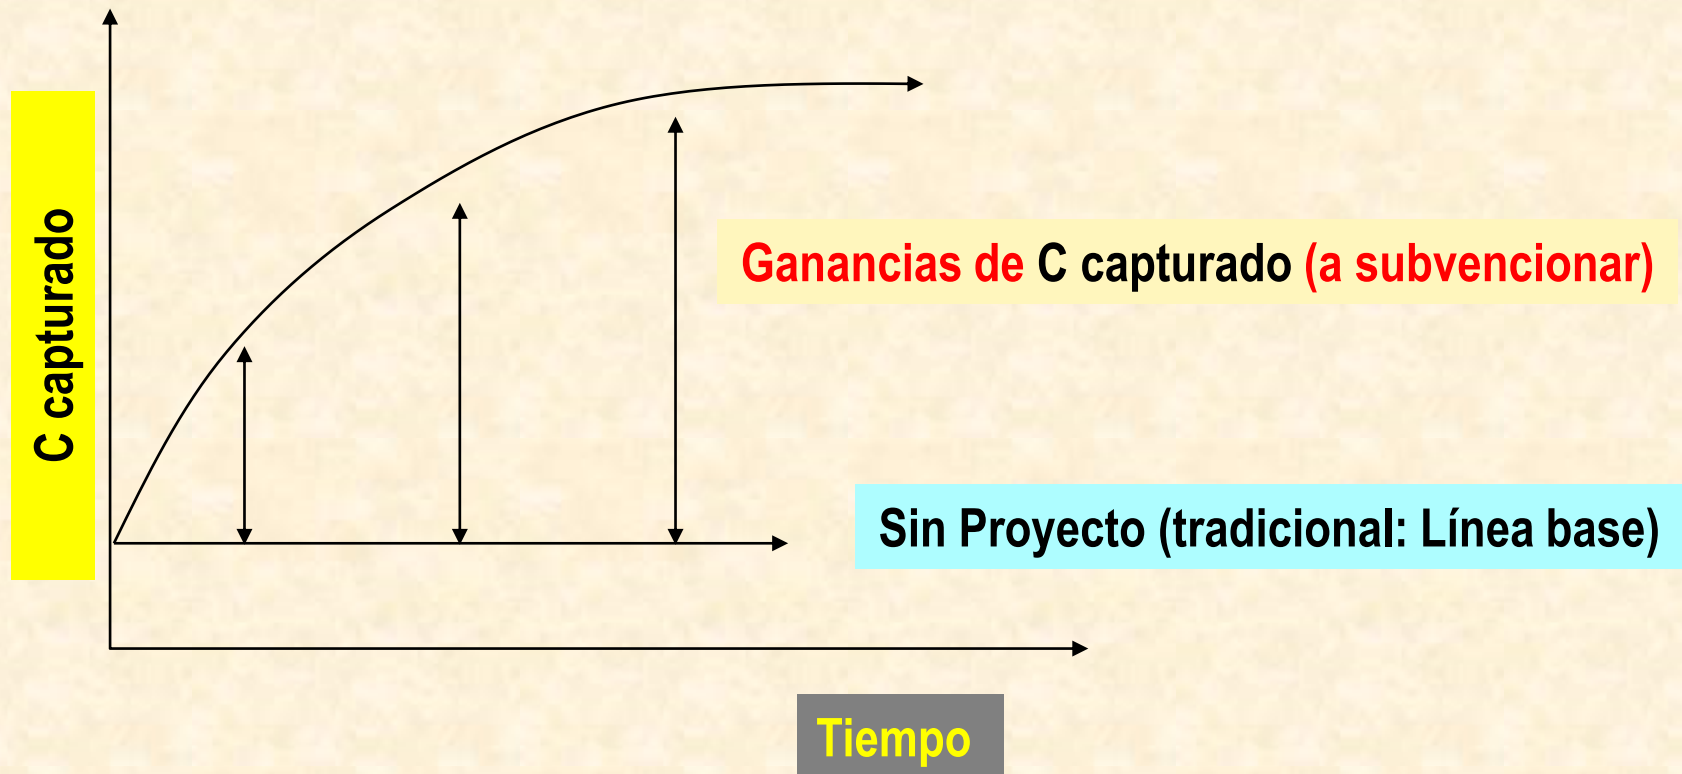 C capturado
Ganancias de C capturado (a subvencionar)
Sin Proyecto (tradicional: Línea base)
Tiempo